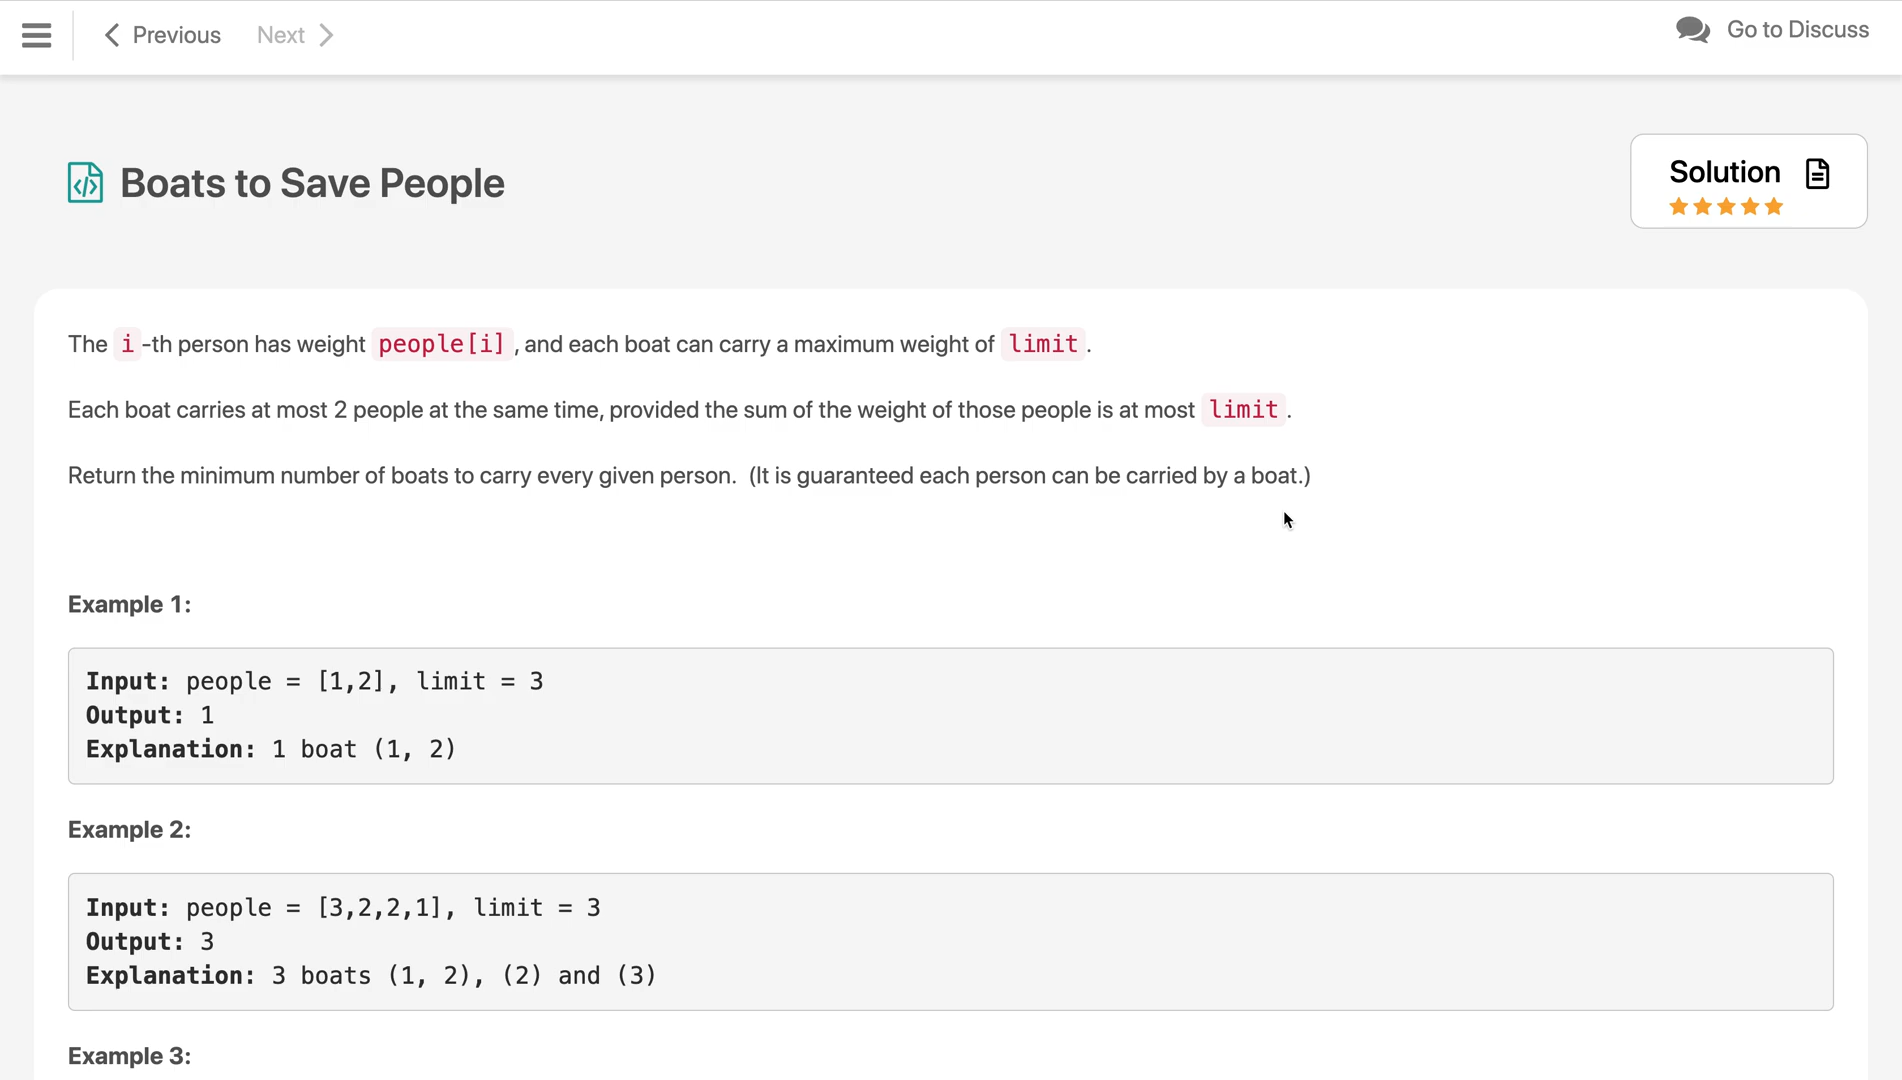 Previous Next Go to Discuss
Boats to Save People
Solution
The i-th person has weight people[i], and each boat can carry a maximum weight of limit.
Each boat carries at most 2 people at the same time, provided the sum of the weight of those people is at most limit.
Return the minimum number of boats to carry every given person.  (It is guaranteed each person can be carried by a boat.)
Example 1:
Input: people = [1,2], limit = 3
Output: 1
Explanation: 1 boat (1, 2)
Example 2:
Input: people = [3,2,2,1], limit = 3
Output: 3
Explanation: 3 boats (1, 2), (2) and (3)
Example 3: